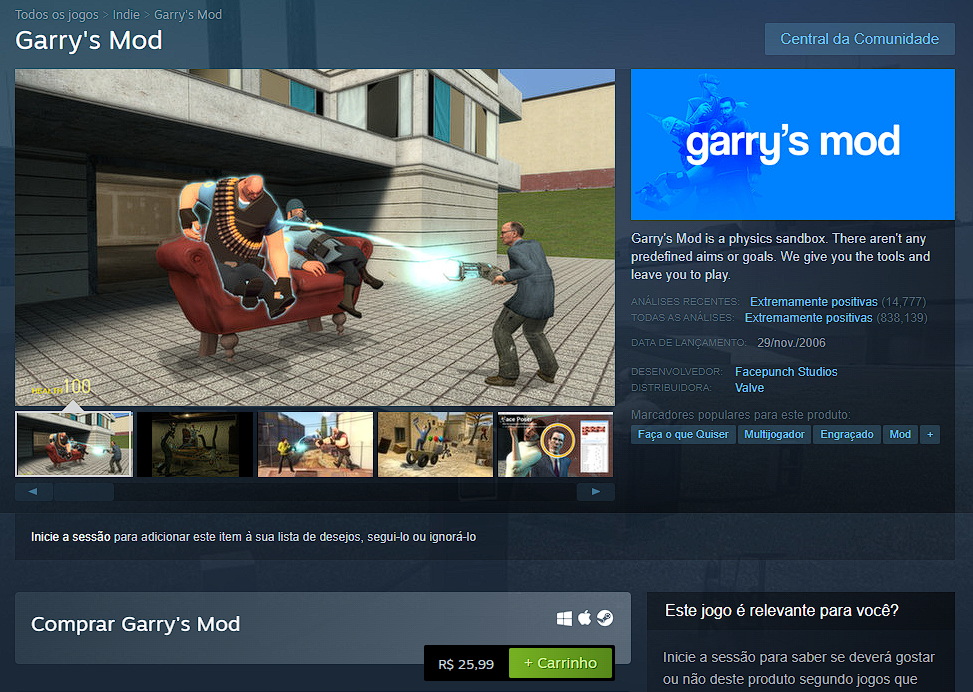 Todos os jogos > Indie > Garry's Mod
Garry's Mod
Central da Comunidade
HEALTH 100
Face Poser
garry's mod
Garry's Mod is a physics sandbox. There aren't any
predefined aims or goals. We give you the tools and
leave you to play.
ANÁLISES RECENTES: Extremamente positivas (14,777)
TODAS AS ANÁLISES: Extremamente positivas (838,139)
DATA DE LANÇAMENTO: 29/nov./2006
DESENVOLVEDOR: Facepunch Studios
DISTRIBUIDORA: Valve
Marcadores populares para este produto:
Faça o que Quiser Multijogador Engraçado Mod +
Inicie a sessão para adicionar este item à sua lista de desejos, segui-lo ou ignorá-lo
Comprar Garry's Mod
R$ 25,99 + Carrinho
Este jogo é relevante para você?
Inicie a sessão para saber se deverá gostar
ou não deste produto segundo jogos que